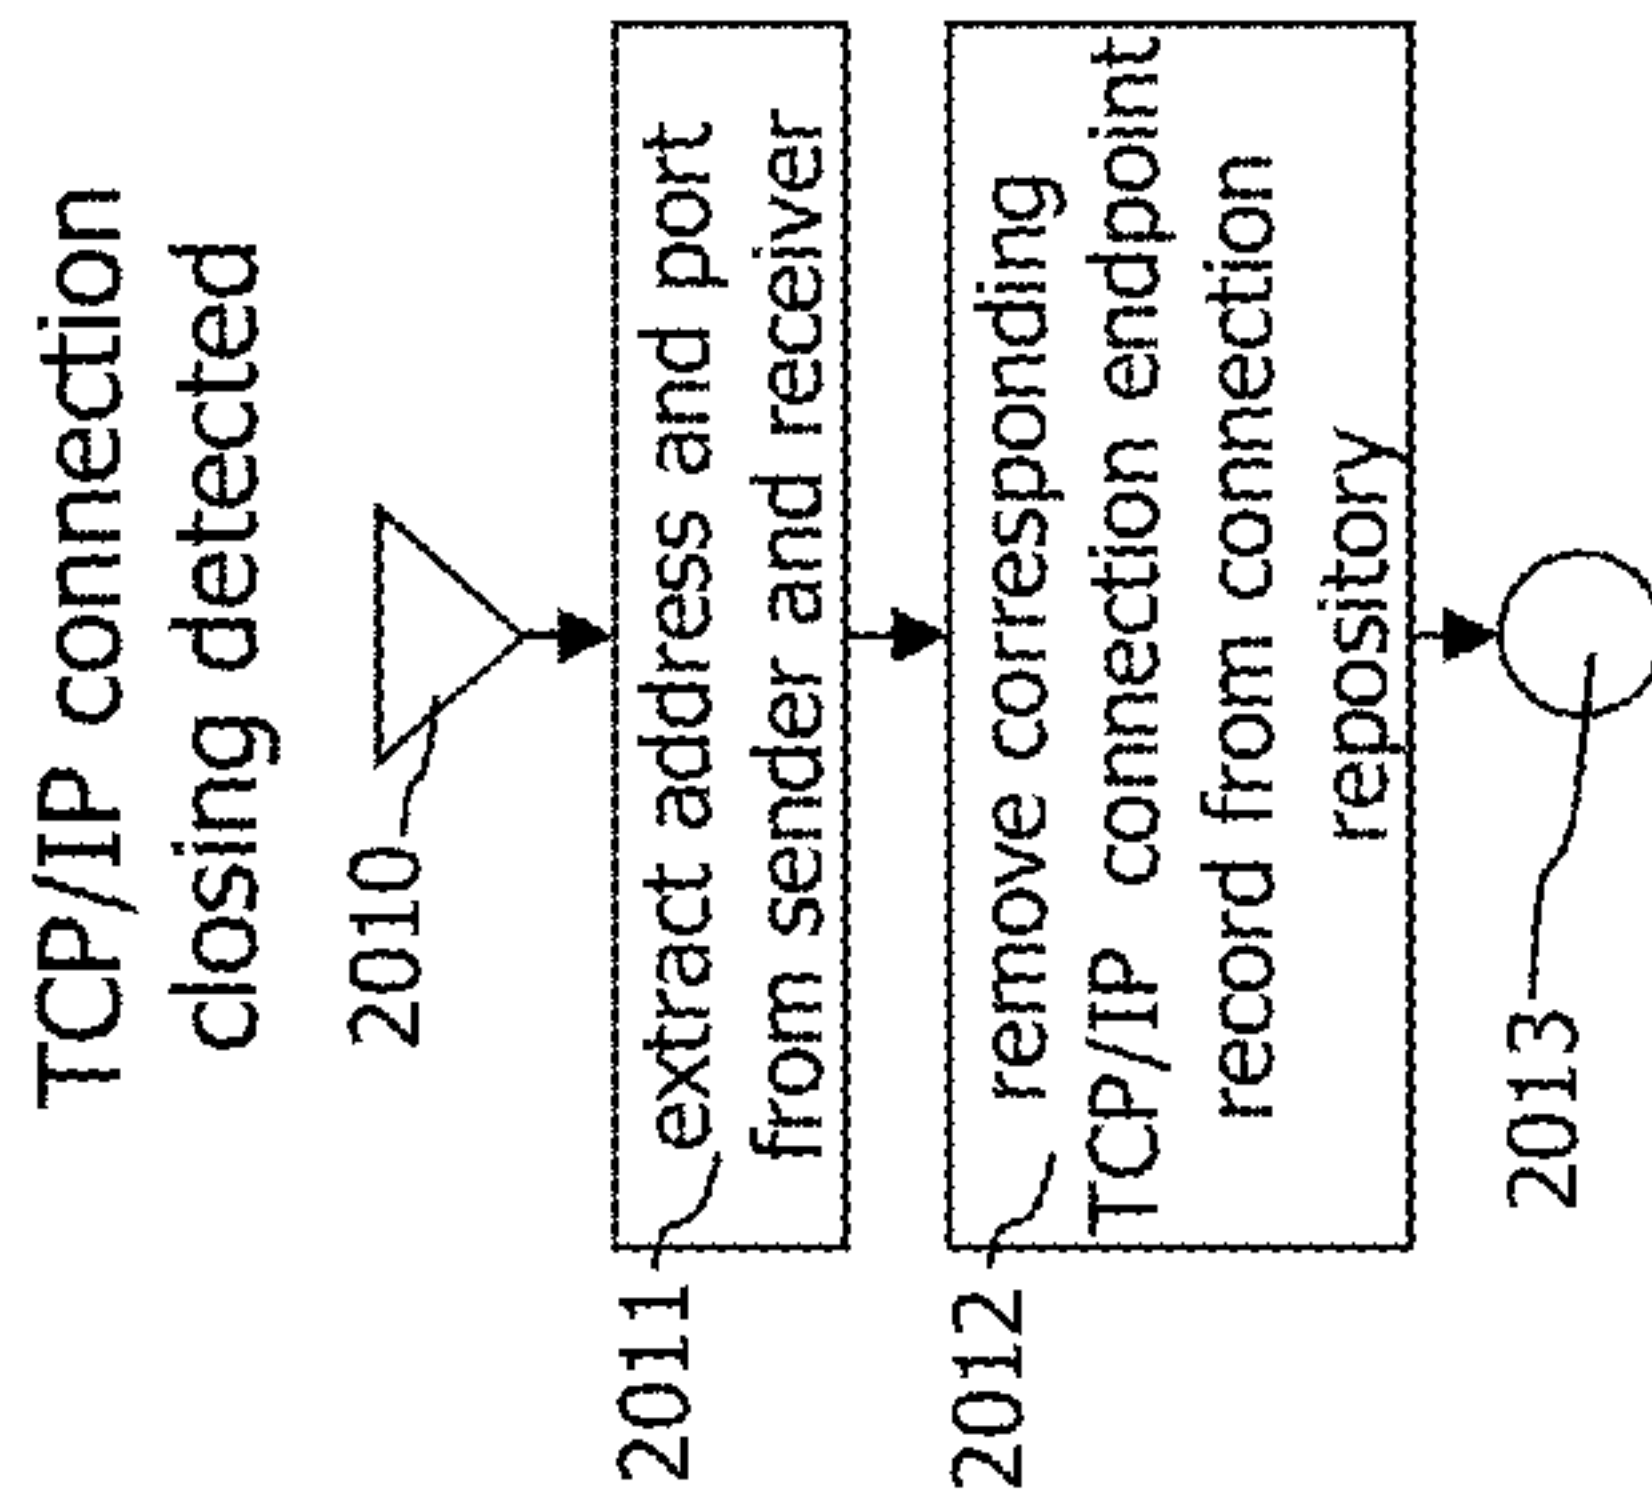 TCP/IP connection
closing detected
2010
2011
extract address and port
from sender and receiver
2012
remove corresponding
TCP/IP connection endpoint
record from connection
repository
2013